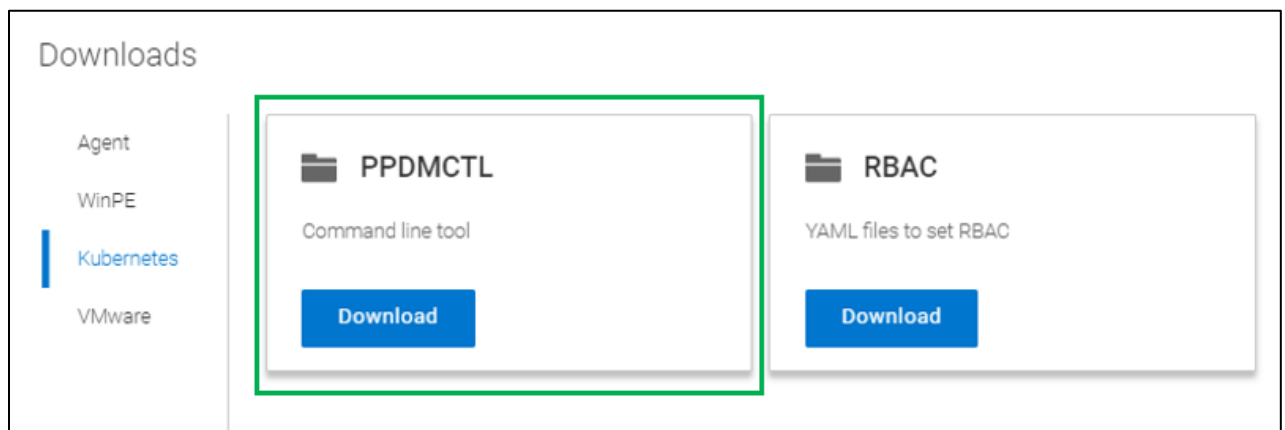 Downloads
Agent
WinPE
Kubernetes
VMware
PPDMCTL
Command line tool
Download
RBAC
YAML files to set RBAC
Download